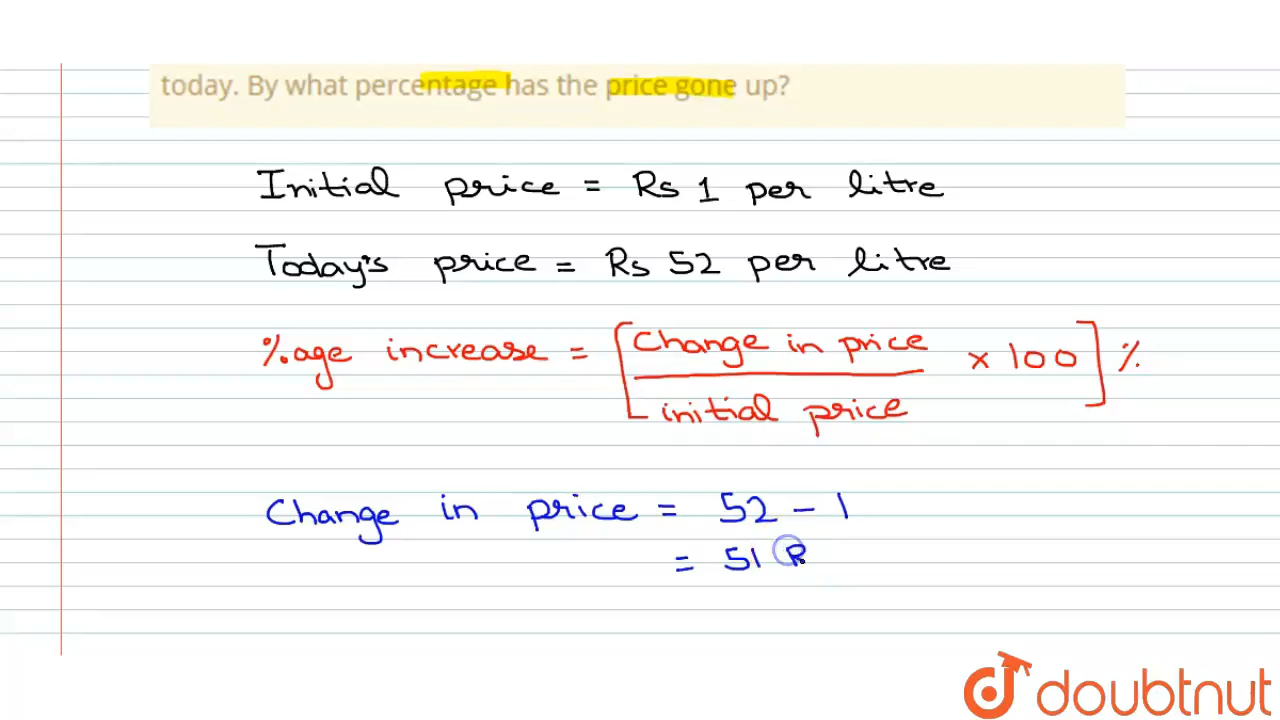 today. By what percentage has the price gone up?
Initial price = Rs 1 per litre
Today's price = Rs 52 per litre
%age increase = [Change in price / initial price × 100] %
Change in price = 52 - 1
= 51 R
doubtnut